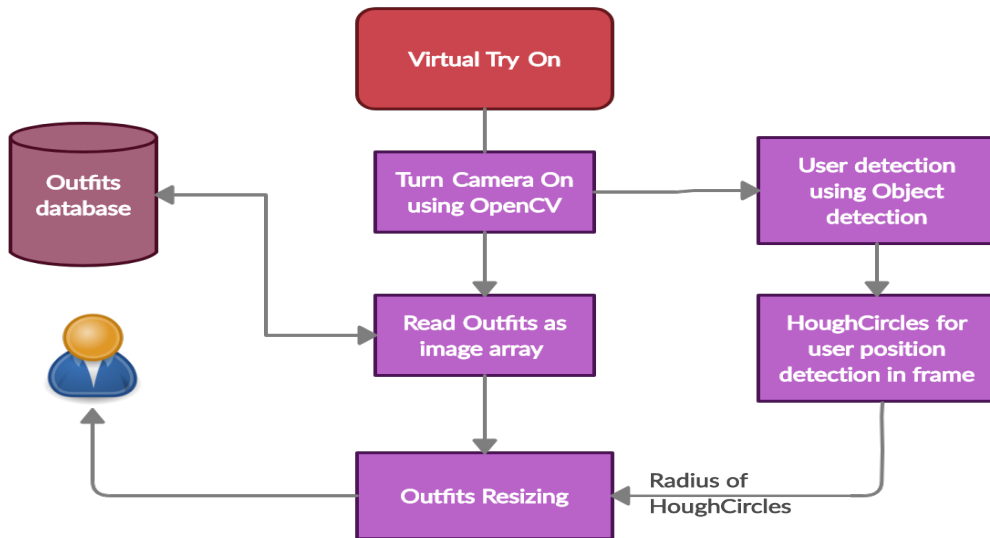 Virtual Try On
Outfits
database
Turn Camera On
using OpenCV
User detection
using Object
detection
Read Outfits as
image array
HoughCircles for
user position
detection in frame
Outfits Resizing
Radius of
HoughCircles